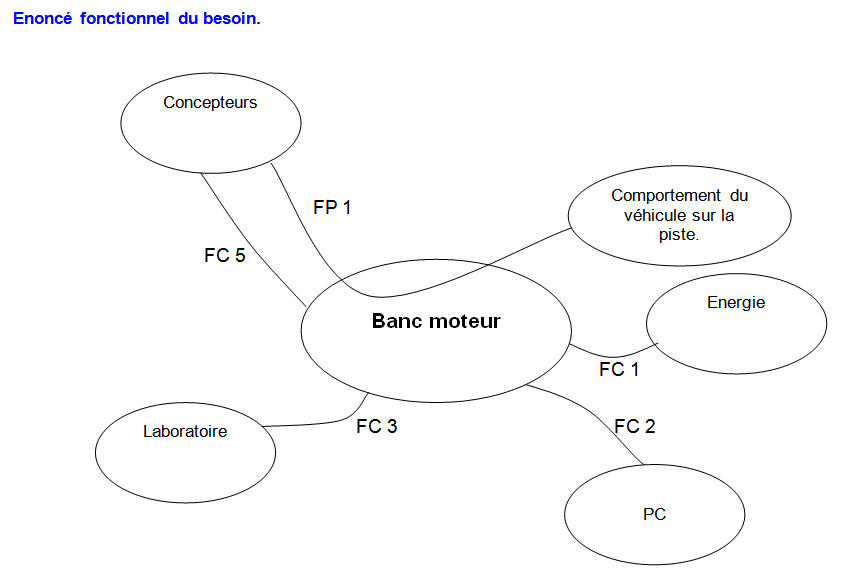 Enoncé fonctionnel du besoin.
Concepteurs
Comportement du
véhicule sur la
piste.
FP 1
FC 5
Energie
Banc moteur
FC 1
FC 3
FC 2
Laboratoire
PC